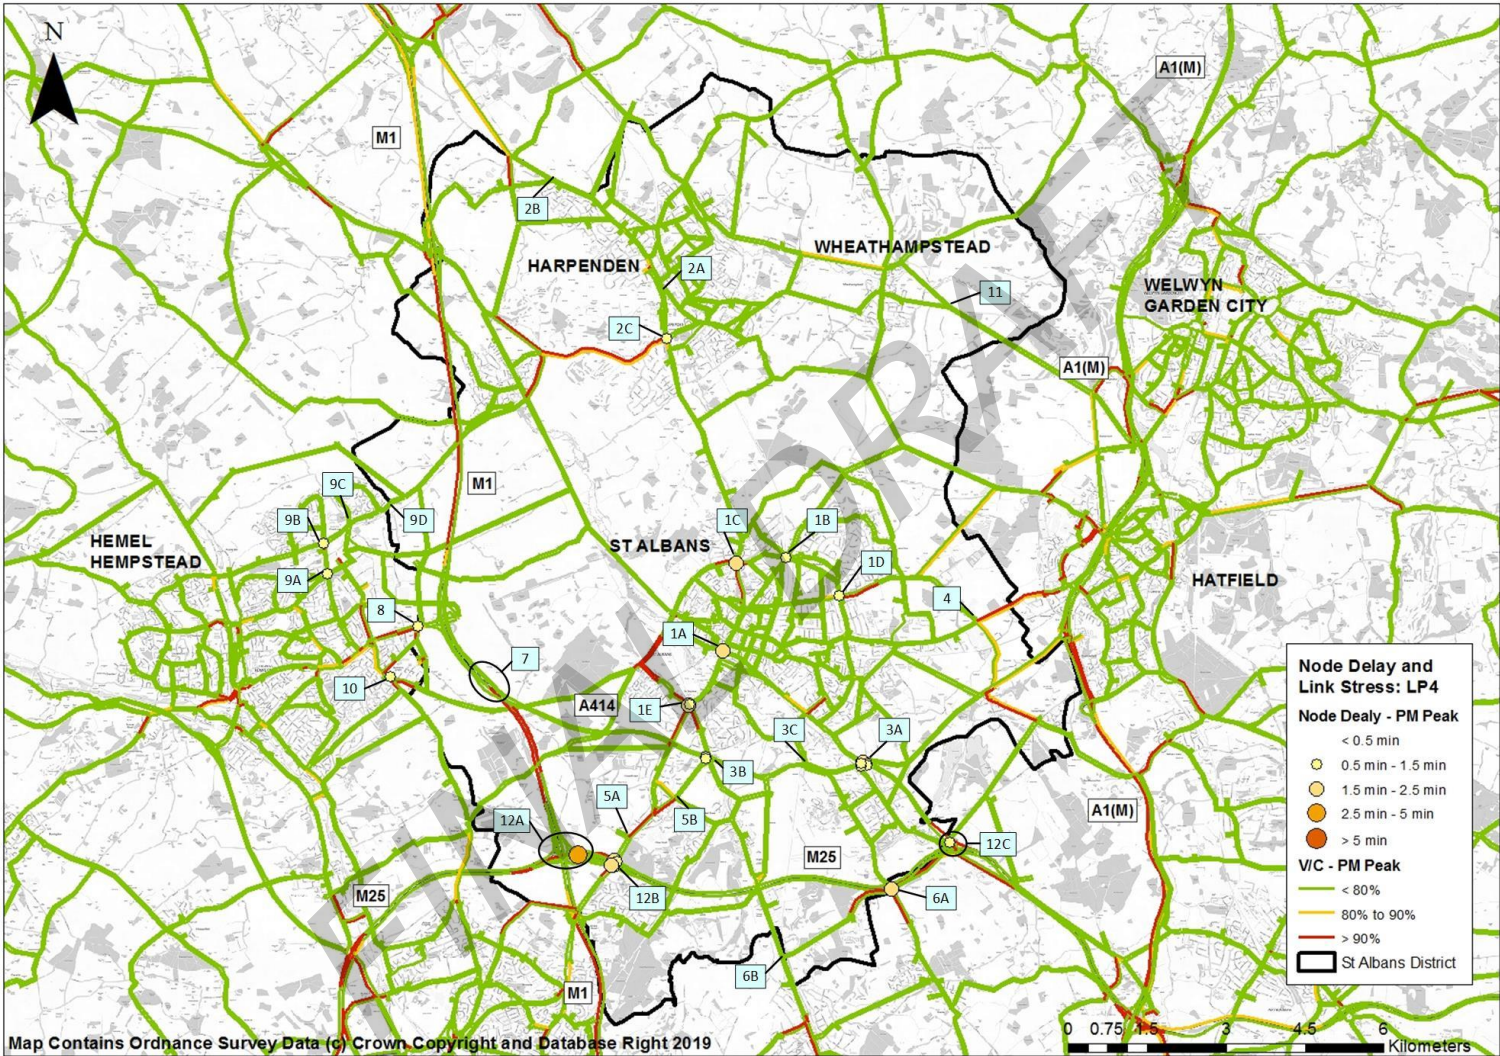 N
A1(M)
M1
2B
WHEATHAMPSTEAD
HARPENDEN
2A
WELWYN
GARDEN CITY
11
2C
A1(M)
M1
9C
9B
9D
1C
1B
HEMEL
HEMPSTEAD
ST ALBANS
1D
9A
HATFIELD
8
4
1A
7
10
A414
1E
3C
3A
3B
5A
5B
12A
A1(M)
12C
M25
M25
12B
6A
6B
M1
FINAL DRAFT
Node Delay and
Link Stress: LP4
Node Dealy - PM Peak
< 0.5 min
0.5 min - 1.5 min
1.5 min - 2.5 min
2.5 min - 5 min
> 5 min
V/C - PM Peak
< 80%
80% to 90%
> 90%
St Albans District
0 0.75 1.5 3 4.5 6
Kilometers
Map Contains Ordnance Survey Data (c) Crown Copyright and Database Right 2019